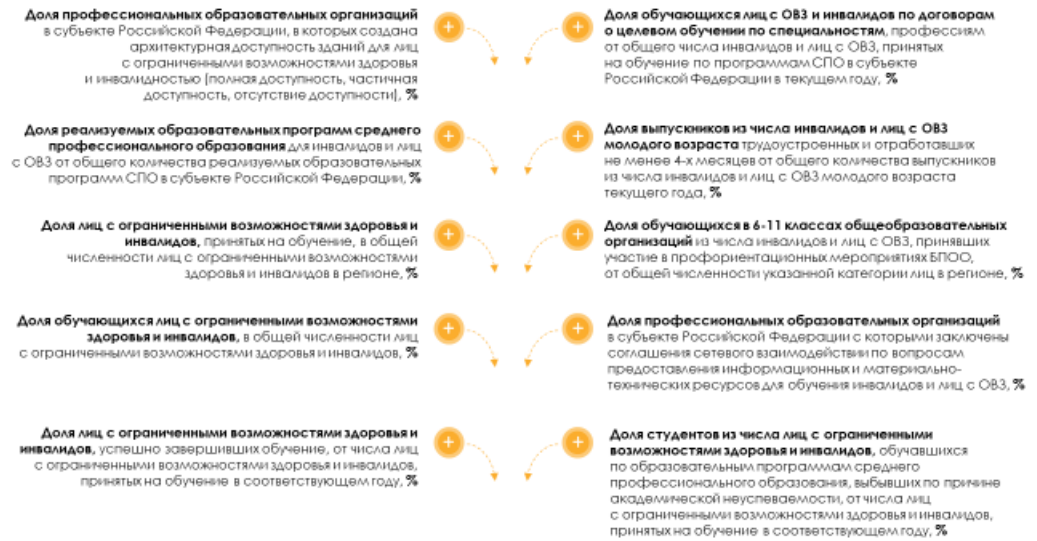 Доля профессиональных образовательных организаций
в субъекте Российской Федерации, в которых создана
архитектурная доступность зданий для лиц
с ограниченными возможностями здоровья
и инвалидностью (полная доступность, частичная
доступность, отсутствие доступности), %
Доля реализуемых образовательных программ среднего
профессионального образования для инвалидов и лиц
с ОВЗ от общего количества реализуемых образовательных
программ СПО в субъекте Российской Федерации, %
Доля лиц с ограниченными возможностями здоровья и
инвалидов, принятых на обучение, в общей
численности лиц с ограниченными возможностями
здоровья и инвалидов в регионе, %
Доля обучающихся лиц с ограниченными возможностями
здоровья и инвалидов, в общей численности лиц
с ограниченными возможностями здоровья и инвалидов, %
Доля лиц с ограниченными возможностями здоровья и
инвалидов, успешно завершивших обучение, от числа лиц
с ограниченными возможностями здоровья и инвалидов,
принятых на обучение в соответствующем году, %
Доля обучающихся лиц с ОВЗ и инвалидов по договорам
о целевом обучении по специальностям, профессиям
от общего числа инвалидов и лиц с ОВЗ, принятых
на обучение по программам СПО в субъекте
Российской Федерации в текущем году, %
Доля выпускников из числа инвалидов и лиц с ОВЗ
молодого возраста трудоустроенных и отработавших
не менее 4-х месяцев от общего количества выпускников
из числа инвалидов и лиц с ОВЗ молодого возраста
текущего года, %
Доля обучающихся в 6-11 классах общеобразовательных
организаций из числа инвалидов и лиц с ОВЗ, принявших
участие в профориентационных мероприятиях БПОО,
от общей численности указанной категории лиц в регионе, %
Доля профессиональных образовательных организаций
в субъекте Российской Федерации с которыми заключены
соглашения сетевого взаимодействии по вопросам
предоставления информационных и материально-
технических ресурсов для обучения инвалидов и лиц с ОВЗ, %
Доля студентов из числа лиц с ограниченными
возможностями здоровья и инвалидов, обучавшихся
по образовательным программам среднего
профессионального образования, выбывших по причине
академической неуспеваемости, от числа лиц
с ограниченными возможностями здоровья и инвалидов,
принятых на обучение в соответствующем году, %